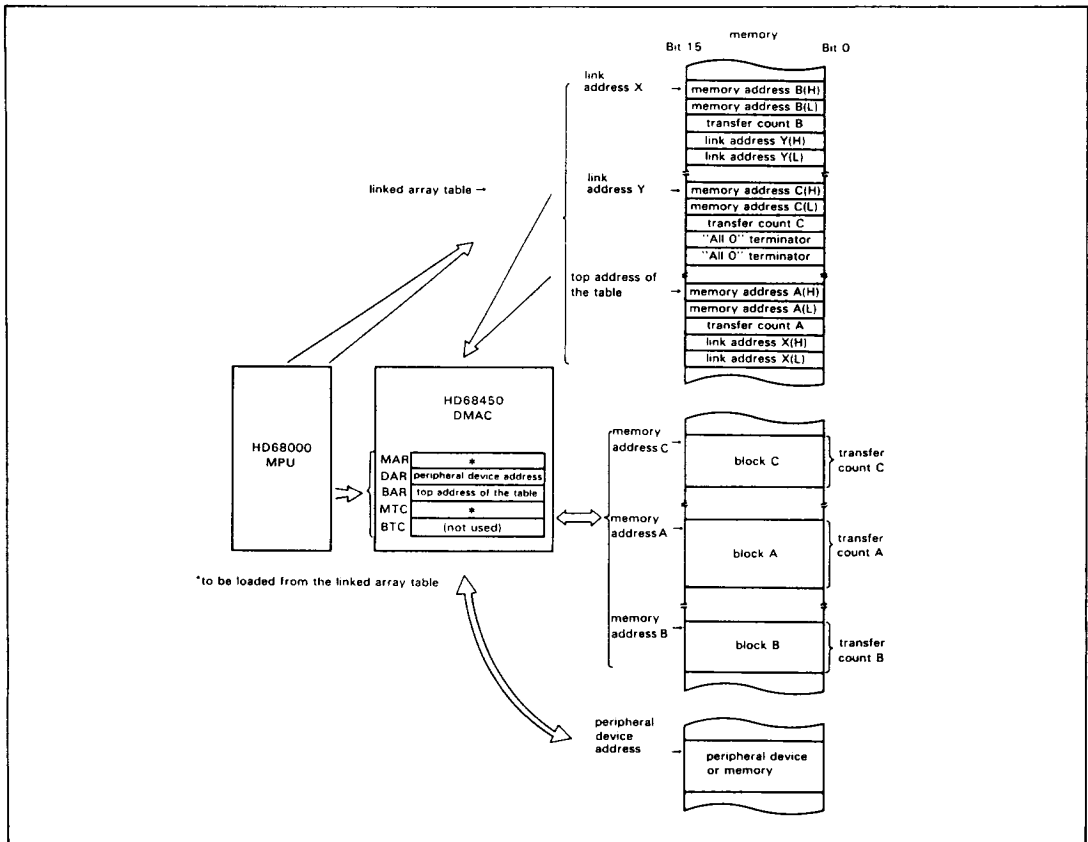 memory
Bit 15 Bit 0
link
address X →
memory address B(H)
memory address B(L)
transfer count B
link address Y(H)
link address Y(L)
linked array table →
link
address Y →
memory address C(H)
memory address C(L)
transfer count C
"All 0" terminator
"All 0" terminator
top address of
the table →
memory address A(H)
memory address A(L)
transfer count A
link address X(H)
link address X(L)
HD68000
MPU
HD68450
DMAC
MAR *
DAR peripheral device address
BAR top address of the table
MTC *
BTC (not used)
*to be loaded from the linked array table
memory
address C →
block C
transfer
count C
memory
address A →
block A
transfer
count A
memory
address B →
block B
transfer
count B
peripheral
device
address →
peripheral device
or memory